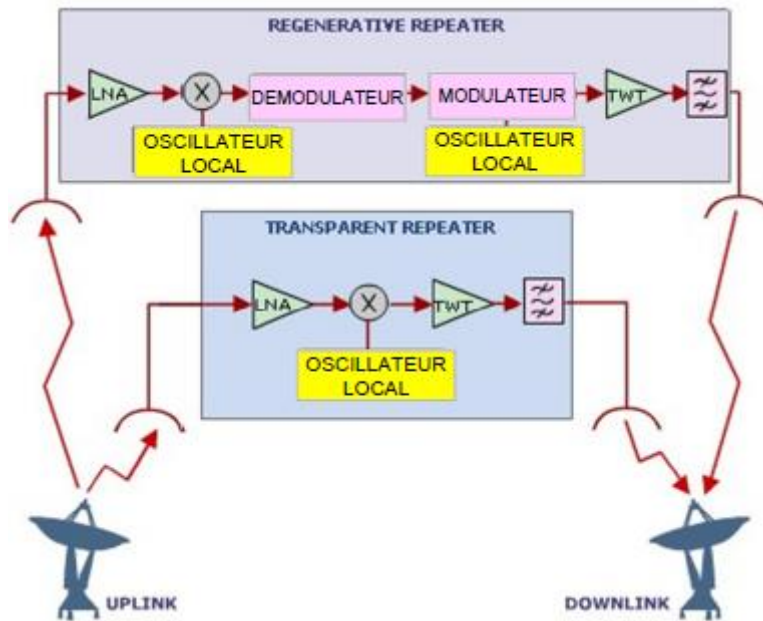 REGENERATIVE REPEATER
LNA
X
DEMODULATEUR
MODULATEUR
TWT
OSCILLATEUR
LOCAL
OSCILLATEUR
LOCAL
TRANSPARENT REPEATER
LNA
X
TWT
OSCILLATEUR
LOCAL
UPLINK
DOWNLINK